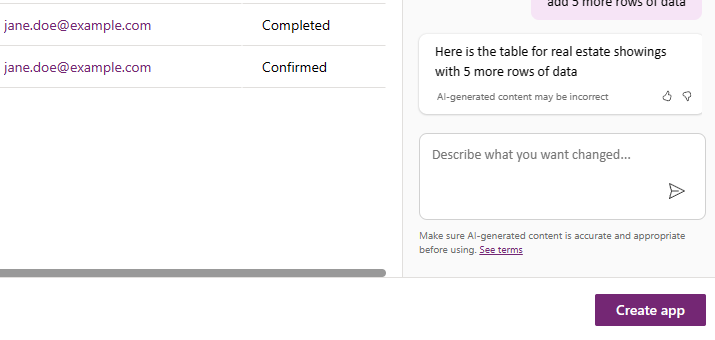 jane.doe@example.com Completed
jane.doe@example.com Confirmed
add 5 more rows of data
Here is the table for real estate showings
with 5 more rows of data
AI-generated content may be incorrect
Describe what you want changed...
Make sure AI-generated content is accurate and appropriate
before using. See terms
Create app